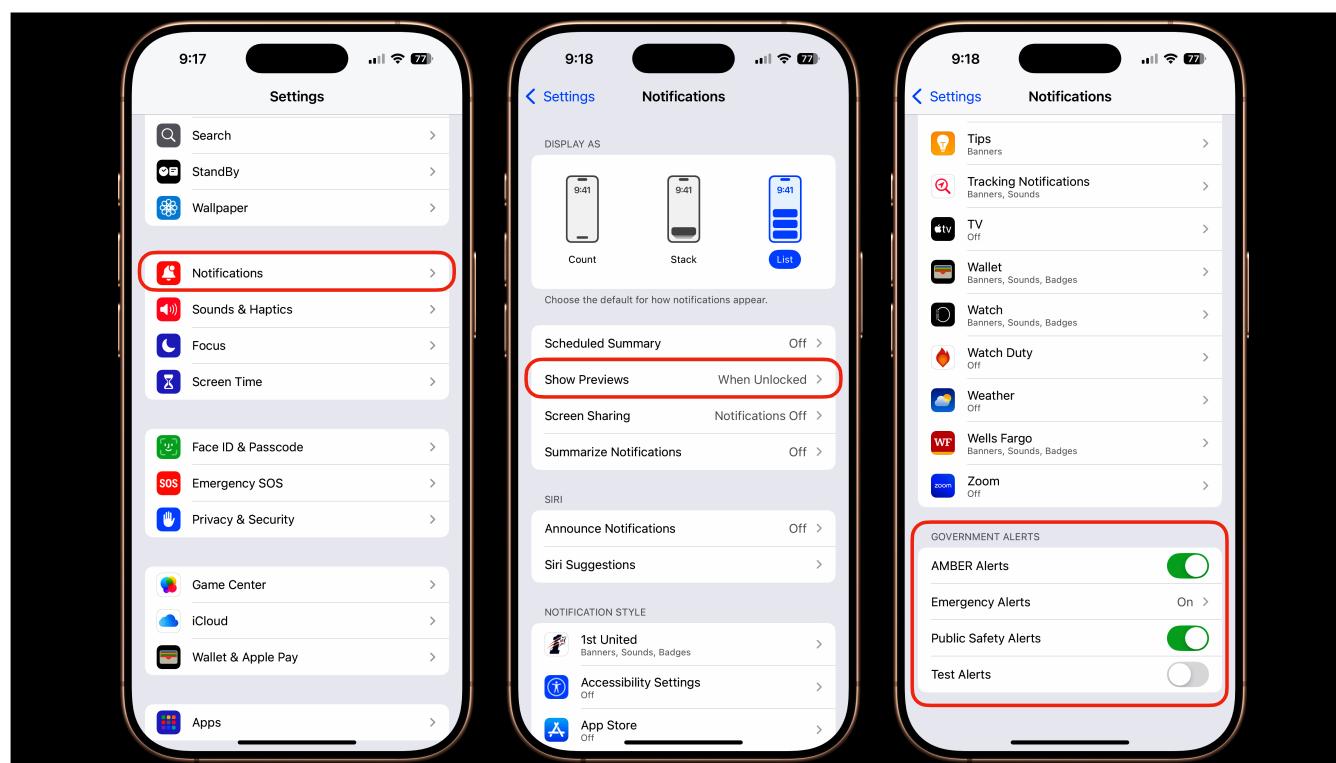 9:17
77
Settings
Search
StandBy
Wallpaper
Notifications
Sounds & Haptics
Focus
Screen Time
Face ID & Passcode
SOS
Emergency SOS
Privacy & Security
Game Center
iCloud
Wallet & Apple Pay
Apps
9:18
77
Settings
Notifications
DISPLAY AS
9:41
9:41
9:41
Count
Stack
List
Choose the default for how notifications appear.
Scheduled Summary
Off
Show Previews
When Unlocked
Screen Sharing
Notifications Off
Summarize Notifications
Off
SIRI
Announce Notifications
Off
Siri Suggestions
NOTIFICATION STYLE
1st United
Banners, Sounds, Badges
Accessibility Settings
Off
App Store
Off
9:18
77
Settings
Notifications
Tips
Banners
Tracking Notifications
Banners, Sounds
tv
TV
Off
Wallet
Banners, Sounds, Badges
Watch
Banners, Sounds, Badges
Watch Duty
Off
Weather
Off
WF
Wells Fargo
Banners, Sounds, Badges
zoom
Zoom
Off
GOVERNMENT ALERTS
AMBER Alerts
Emergency Alerts
On
Public Safety Alerts
Test Alerts